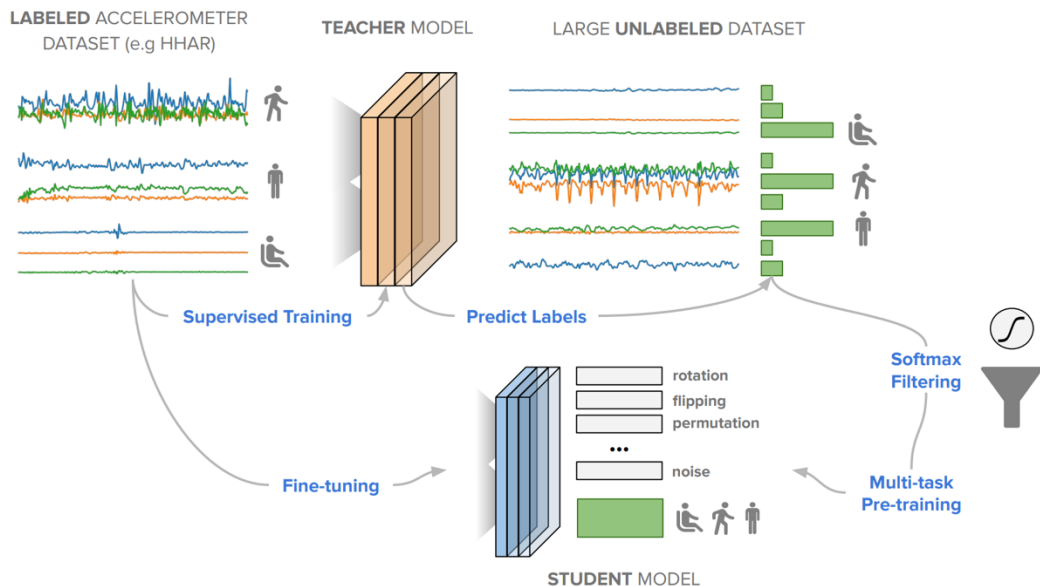 LABELED ACCELEROMETER
DATASET (e.g HHAR)
TEACHER MODEL
LARGE UNLABELED DATASET
Supervised Training
Predict Labels
Softmax
Filtering
rotation
flipping
permutation
...
noise
Fine-tuning
Multi-task
Pre-training
STUDENT MODEL